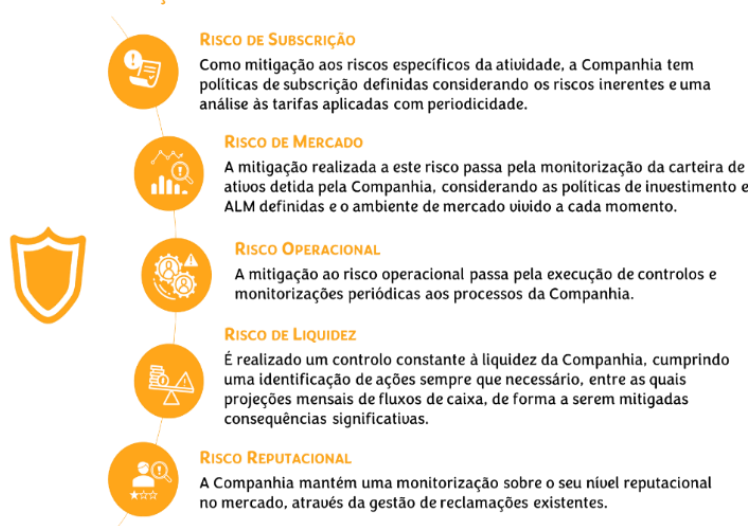 RISCO DE SUBSCRIÇÃO
Como mitigação aos riscos específicos da atividade, a Companhia tem
políticas de subscrição definidas considerando os riscos inerentes e uma
análise às tarifas aplicadas com periodicidade.
RISCO DE MERCADO
A mitigação realizada a este risco passa pela monitorização da carteira de
ativos detida pela Companhia, considerando as políticas de investimento e
ALM definidas e o ambiente de mercado vivido a cada momento.
RISCO OPERACIONAL
A mitigação ao risco operacional passa pela execução de controlos e
monitorizações periódicas aos processos da Companhia.
RISCO DE LIQUIDEZ
É realizado um controlo constante à liquidez da Companhia, cumprindo
uma identificação de ações sempre que necessário, entre as quais
projeções mensais de fluxos de caixa, de forma a serem mitigadas
consequências significativas.
RISCO REPUTACIONAL
A Companhia mantém uma monitorização sobre o seu nível reputacional
no mercado, através da gestão de reclamações existentes.